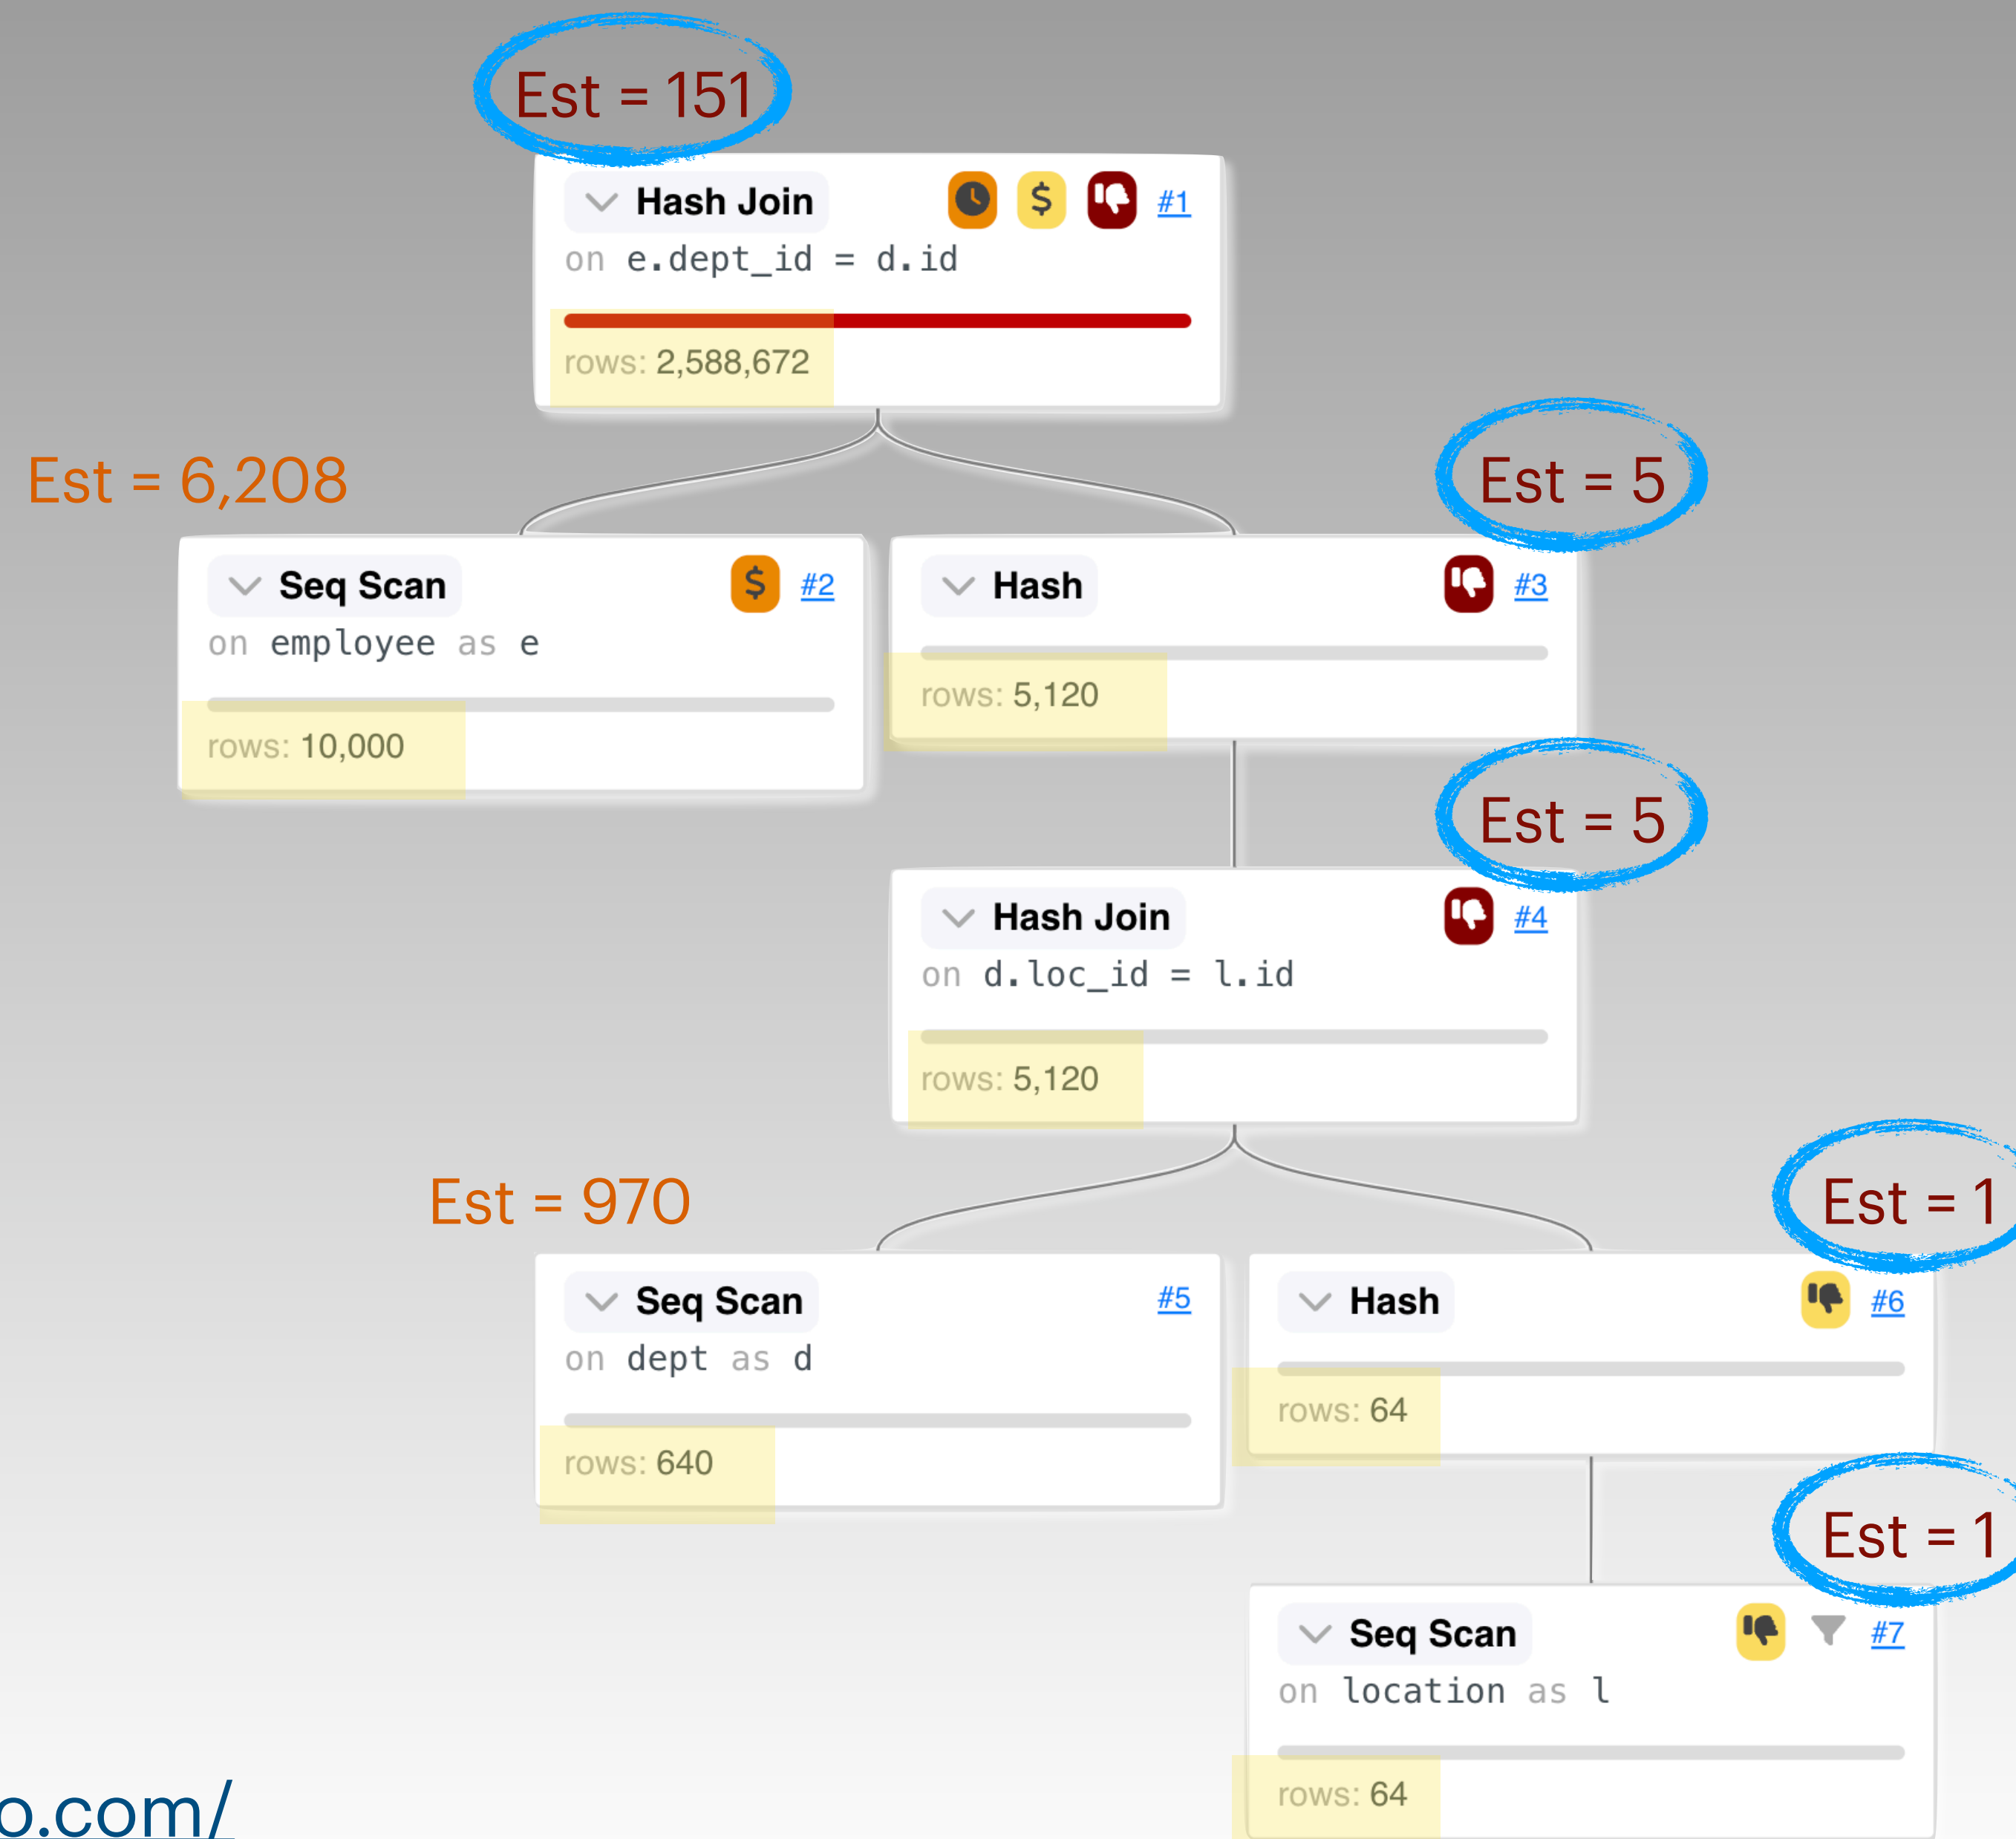 Est = 151
Hash Join $ #1
on e.dept_id = d.id
rows: 2,588,672
Est = 6,208
Est = 5
Seq Scan $ #2
on employee as e
rows: 10,000
Hash #3
rows: 5,120
Est = 5
Hash Join #4
on d.loc_id = l.id
rows: 5,120
Est = 970
Est = 1
Seq Scan #5
on dept as d
rows: 640
Hash #6
rows: 64
Est = 1
Seq Scan #7
on location as l
rows: 64
o.com/